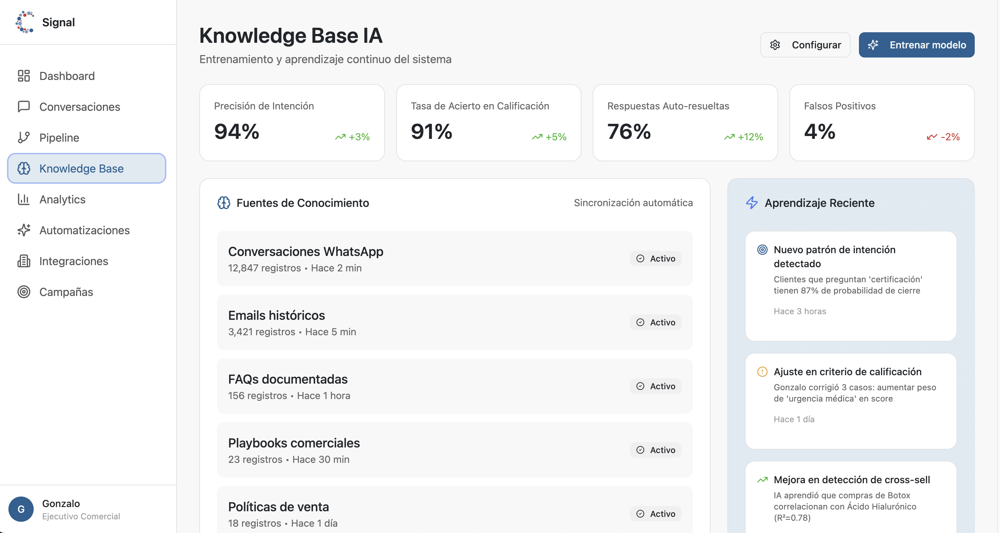 Signal
Dashboard
Conversaciones
Pipeline
Knowledge Base
Analytics
Automatizaciones
Integraciones
Campañas
G
Gonzalo
Ejecutivo Comercial
Knowledge Base IA
Entrenamiento y aprendizaje continuo del sistema
Configurar
Entrenar modelo
Precisión de Intención
94%
+3%
Tasa de Acierto en Calificación
91%
+5%
Respuestas Auto-resueltas
76%
+12%
Falsos Positivos
4%
-2%
Fuentes de Conocimiento
Sincronización automática
Conversaciones WhatsApp
12,847 registros • Hace 2 min
Activo
Emails históricos
3,421 registros • Hace 5 min
Activo
FAQs documentadas
156 registros • Hace 1 hora
Activo
Playbooks comerciales
23 registros • Hace 30 min
Activo
Políticas de venta
18 registros • Hace 1 día
Activo
Aprendizaje Reciente
Nuevo patrón de intención
detectado
Clientes que preguntan 'certificación'
tienen 87% de probabilidad de cierre
Hace 3 horas
Ajuste en criterio de calificación
Gonzalo corrigió 3 casos: aumentar peso
de 'urgencia médica' en score
Hace 1 día
Mejora en detección de cross-sell
IA aprendió que compras de Botox
correlacionan con Ácido Hialurónico
(R²=0.78)